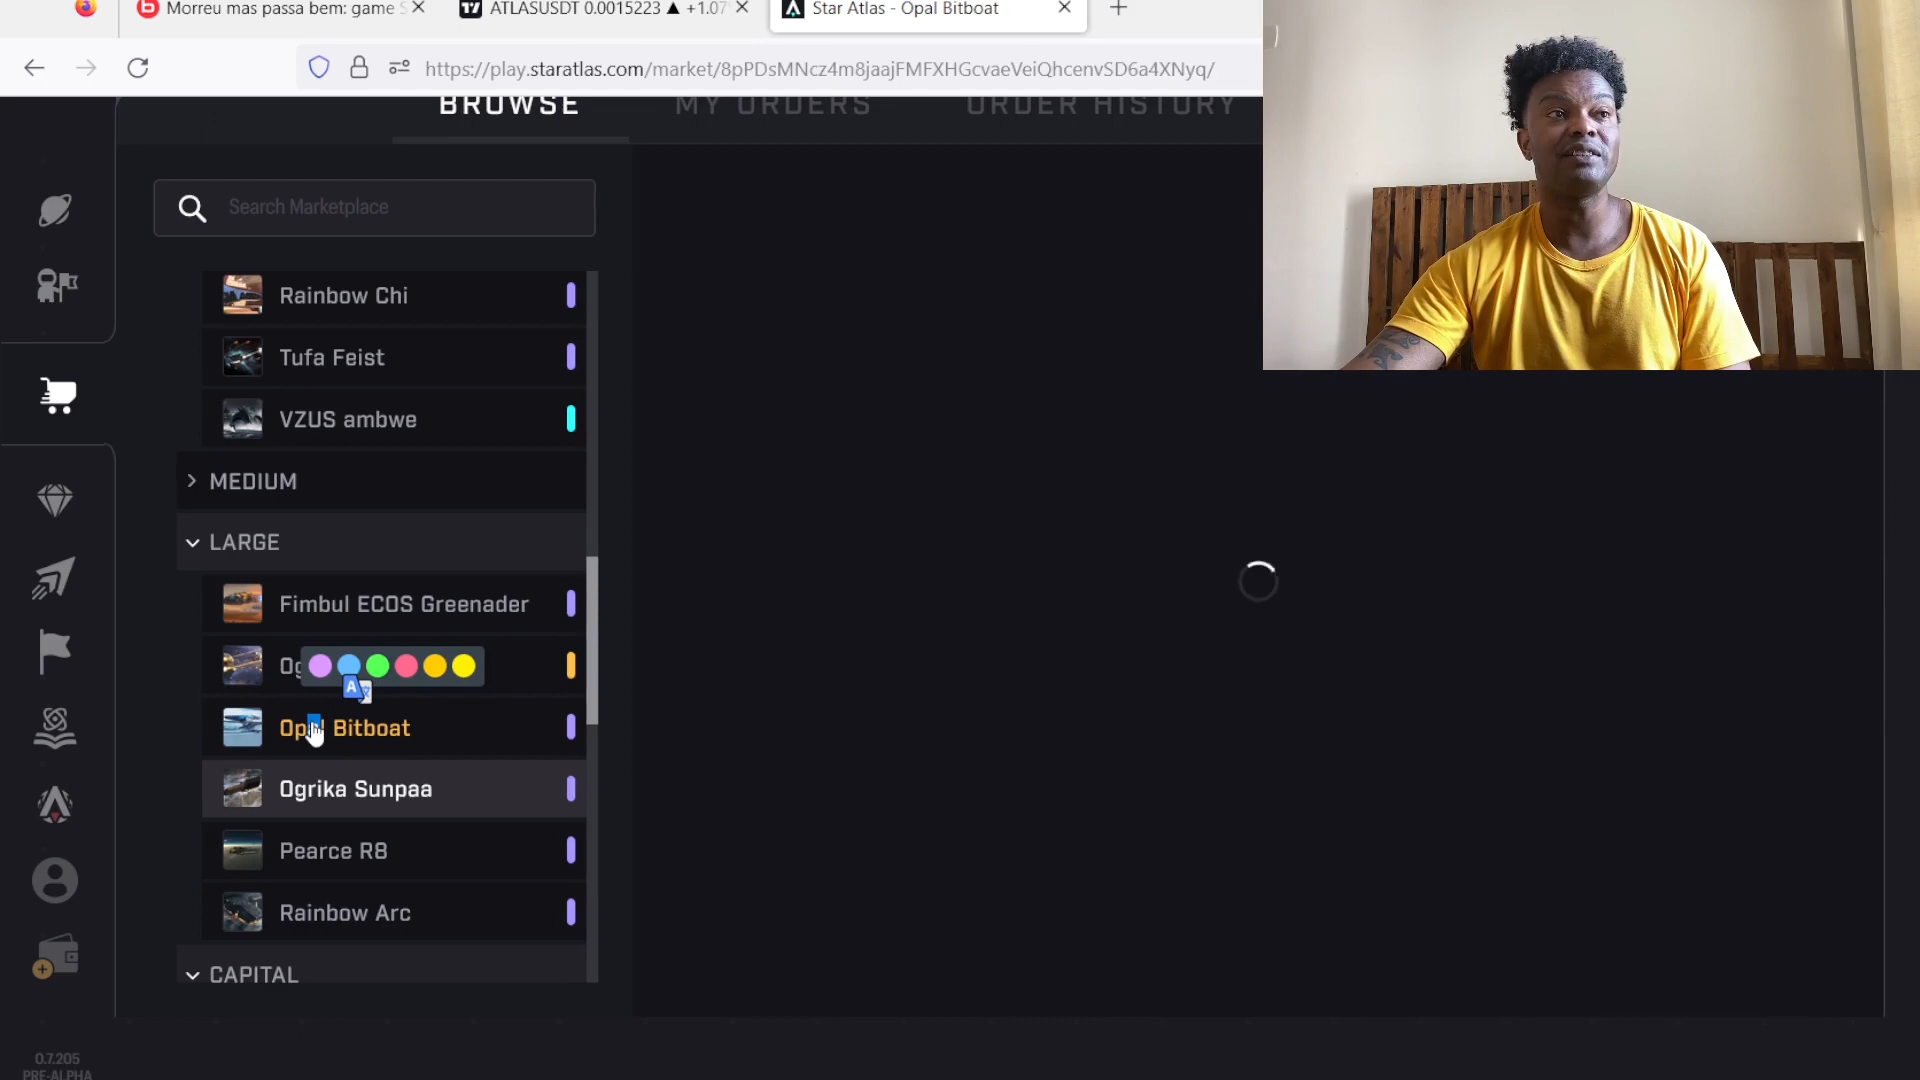 Morreu mas passa bem: game S
ATLASUSDT 0.0015223 ▲ +1.07
Star Atlas - Opal Bitboat
https://play.staratlas.com/market/8pPDsMNcz4m8jaajFMFXHGcvaeVeiQhcenvSD6a4XNyq/
BROWSE
MY ORDERS
ORDER HISTORY
Search Marketplace
Rainbow Chi
Tufa Feist
VZUS ambwe
MEDIUM
LARGE
Fimbul ECOS Greenader
Og
Opal Bitboat
Ogrika Sunpaa
Pearce R8
Rainbow Arc
CAPITAL
0.7.205
PRE-ALPHA